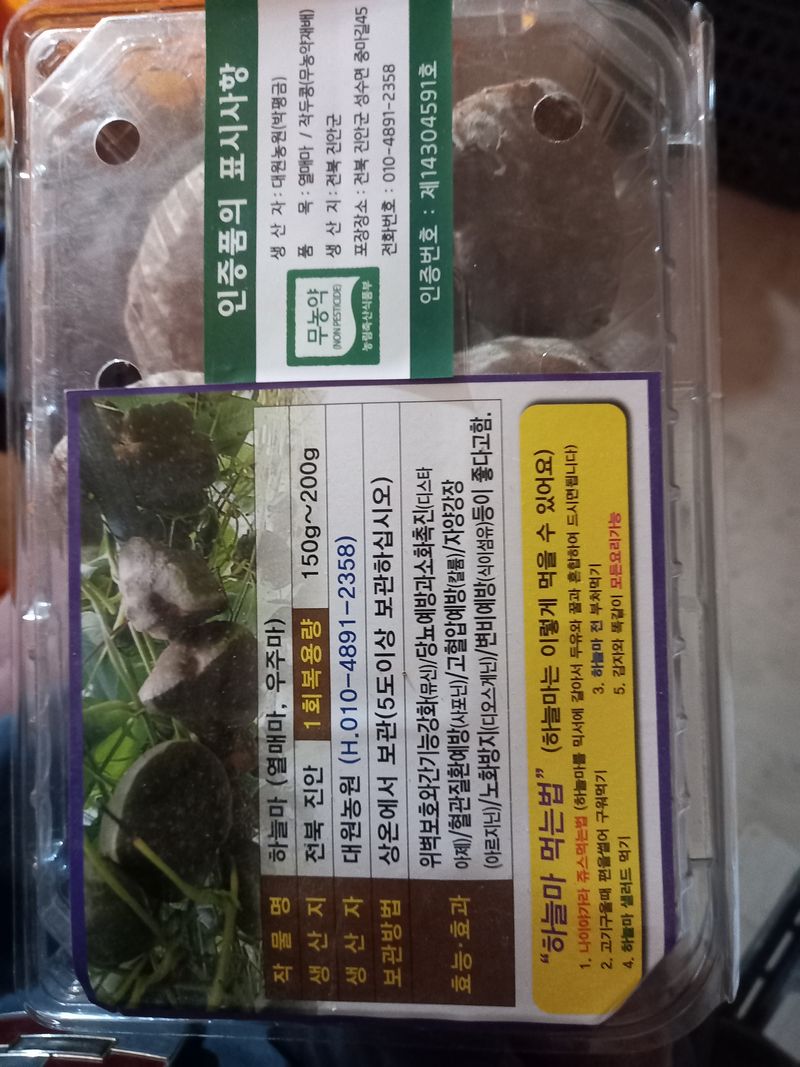 인증품의 표시사항
생 산 자 : 대원농원(박평금)
품 목 : 열매마 / 작두콩(무농약재배)
생 산 지 : 전북 진안군
포장장소 : 전북 진안군 성수면 중마길45
전화번호 : 010-4891-2358
무농약
(NON PESTICIDE)
농림축산식품부
인증번호 : 제14304591호
작 물 명 하늘마 (열매마, 우주마)
생 산 지 전북 진안 1회복용량 150g~200g
생 산 자 대원농원 (H.010-4891-2358)
보관방법 상온에서 보관(5도이상 보관하십시오)
효능·효과 위벽보호와간기능강화(뮤신)/당뇨예방과소화촉진(디스타
아제)/혈관질환예방(사포닌)/고혈압예방(칼륨)/자양강장
(아르지닌)/노화방지(디오스게닌)/변비예방(식이섬유)등이 좋다고함.
“하늘마 먹는법” (하늘마는 이렇게 먹을 수 있어요)
1. 나이야가라 쥬스먹는법 (하늘마를 믹서에 갈아서 두유와 꿀과 혼합하여 드시면됩니다)
2. 고기구울때 편을썰어 구워먹기 3. 하늘마 전 부쳐먹기
4. 하늘마 샐러드 먹기 5. 감자와 똑같이 모든요리가능